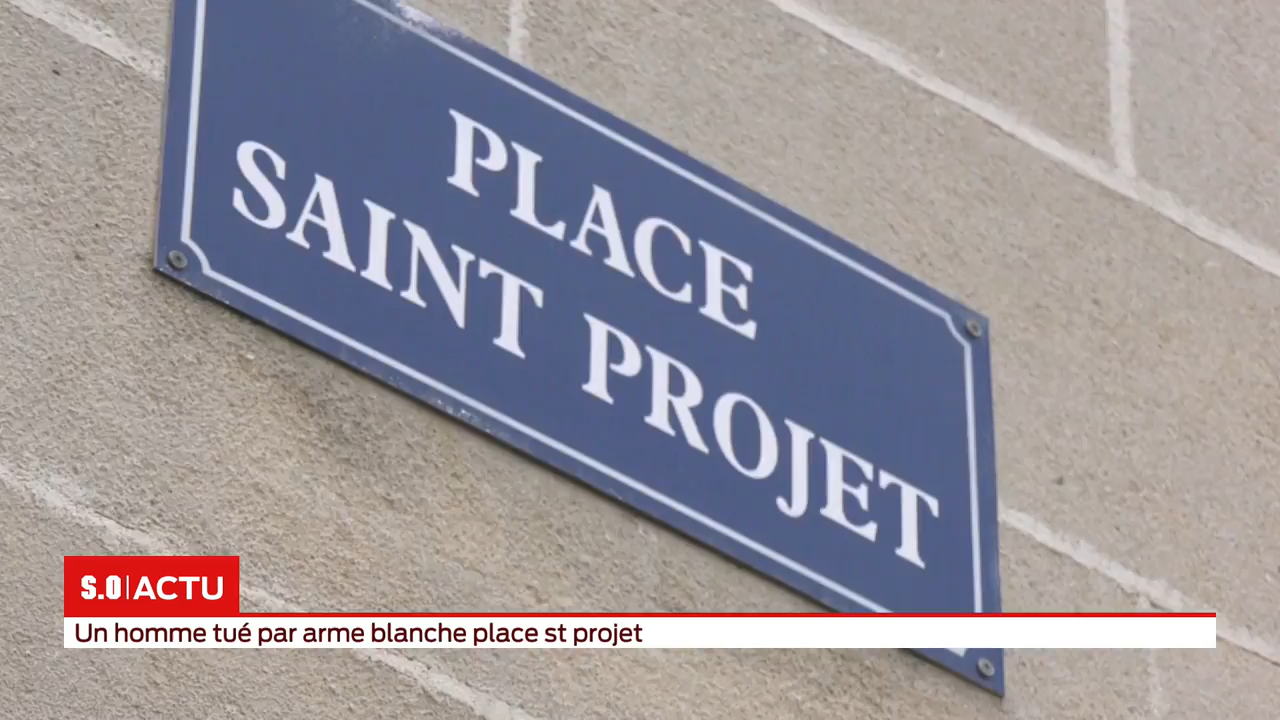 PLACE
SAINT PROJET
S.O ACTU
Un homme tué par arme blanche place st projet